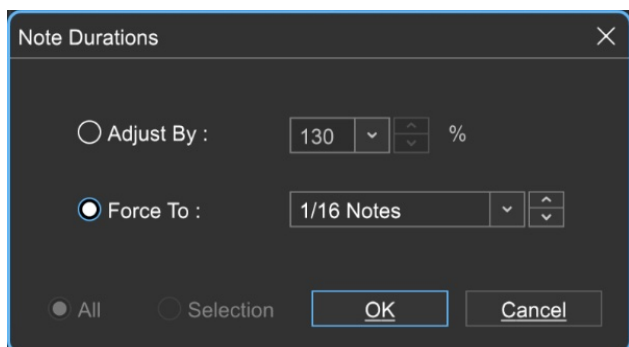 Note Durations
Adjust By : 130 %
Force To : 1/16 Notes
All Selection OK Cancel